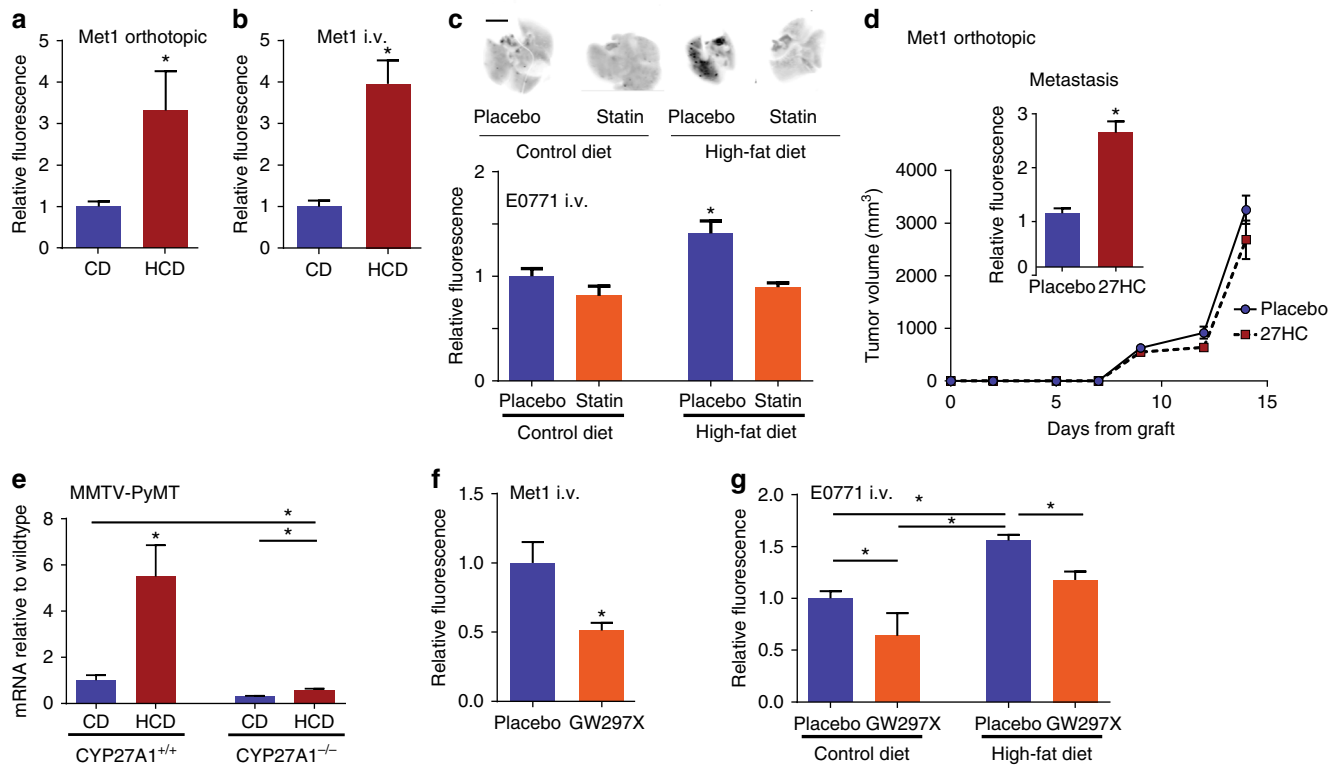 a
Met1 orthotopic
Relative fluorescence
5
4
3
2
1
0
*
CD HCD
b
Met1 i.v.
Relative fluorescence
5
4
3
2
1
0
*
CD HCD
c
Placebo Statin Placebo Statin
Control diet High-fat diet
E0771 i.v.
Relative fluorescence
2
1
0
*
Placebo Statin Placebo Statin
Control diet High-fat diet
d
Met1 orthotopic
Metastasis
Relative fluorescence
3
2
1
0
*
Placebo 27HC
Tumor volume (mm³)
4000
3000
2000
1000
0
0 5 10 15
Days from graft
Placebo
27HC
e
MMTV-PyMT
mRNA relative to wildtype
8
6
4
2
0
*
*
*
CD HCD CD HCD
CYP27A1+/+ CYP27A1−/−
f
Met1 i.v.
Relative fluorescence
1.5
1.0
0.5
0.0
*
Placebo GW297X
g
E0771 i.v.
Relative fluorescence
2.0
1.5
1.0
0.5
0.0
*
*
*
*
Placebo GW297X Placebo GW297X
Control diet High-fat diet